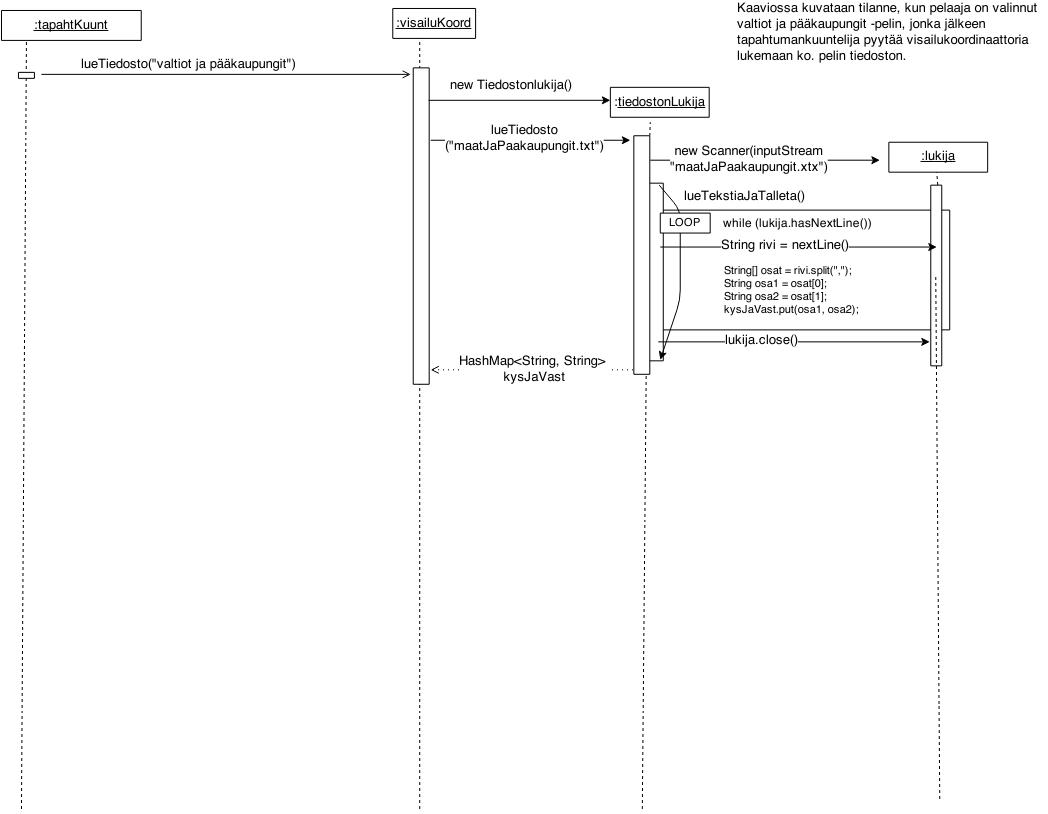 Kaaviossa kuvataan tilanne, kun pelaaja on valinnut
valtiot ja pääkaupungit -pelin, jonka jälkeen
tapahtumankuuntelija pyytää visailukoordinaattoria
lukemaan ko. pelin tiedoston.
:tapahtKuunt
:visailuKoord
lueTiedosto("valtiot ja pääkaupungit")
new Tiedostonlukija()
:tiedostonLukija
lueTiedosto
("maatJaPaakaupungit.txt")
new Scanner(inputStream
"maatJaPaakaupungit.xtx")
:lukija
lueTekstiaJaTalleta()
LOOP
while (lukija.hasNextLine())
String rivi = nextLine()
String[] osat = rivi.split(",");
String osa1 = osat[0];
String osa2 = osat[1];
kysJaVast.put(osa1, osa2);
lukija.close()
HashMap<String, String>
kysJaVast